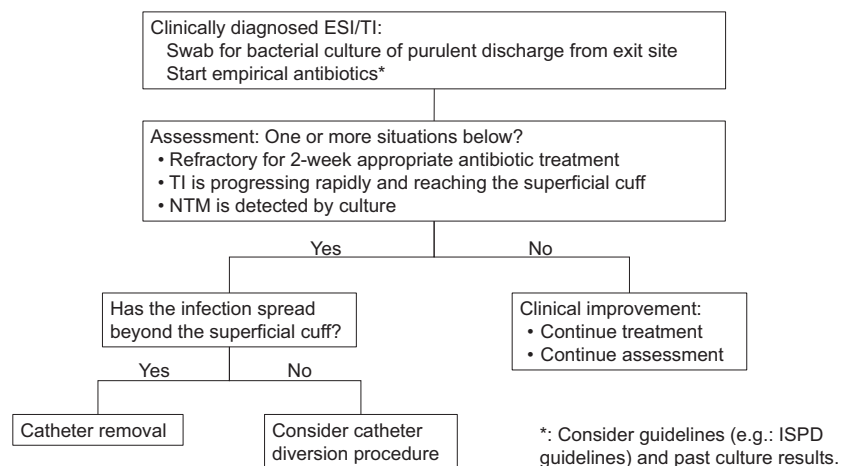 Clinically diagnosed ESI/TI:
Swab for bacterial culture of purulent discharge from exit site
Start empirical antibiotics*
Assessment: One or more situations below?
• Refractory for 2-week appropriate antibiotic treatment
• TI is progressing rapidly and reaching the superficial cuff
• NTM is detected by culture
Yes
No
Has the infection spread
beyond the superficial cuff?
Clinical improvement:
• Continue treatment
• Continue assessment
Yes
No
Catheter removal
Consider catheter
diversion procedure
*: Consider guidelines (e.g.: ISPD
guidelines) and past culture results.